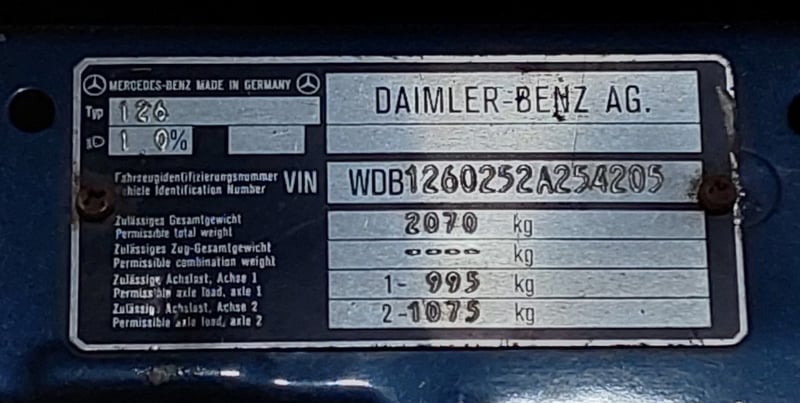 MERCEDES-BENZ MADE IN GERMANY
DAIMLER-BENZ AG.
Typ 126
1.0%
Fahrzeugidentifizierungsnummer
Vehicle Identification Number
VIN WDB1260252A254205
Zulässiges Gesamtgewicht
Permissible total weight
2070 kg
Zulässiges Zug-Gesamtgewicht
Permissible combination weight
---- kg
Zulässige Achslast, Achse 1
Permissible axle load, axle 1
1- 995 kg
Zulässig. Achslast, Achse 2
Permissible axle load, axle 2
2-1075 kg